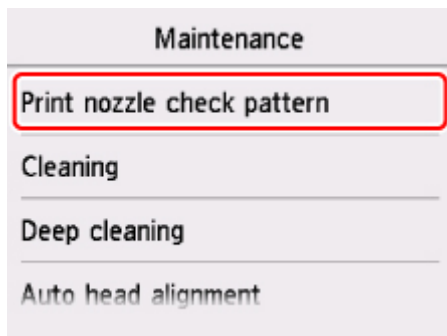 Maintenance
Print nozzle check pattern
Cleaning
Deep cleaning
Auto head alignment